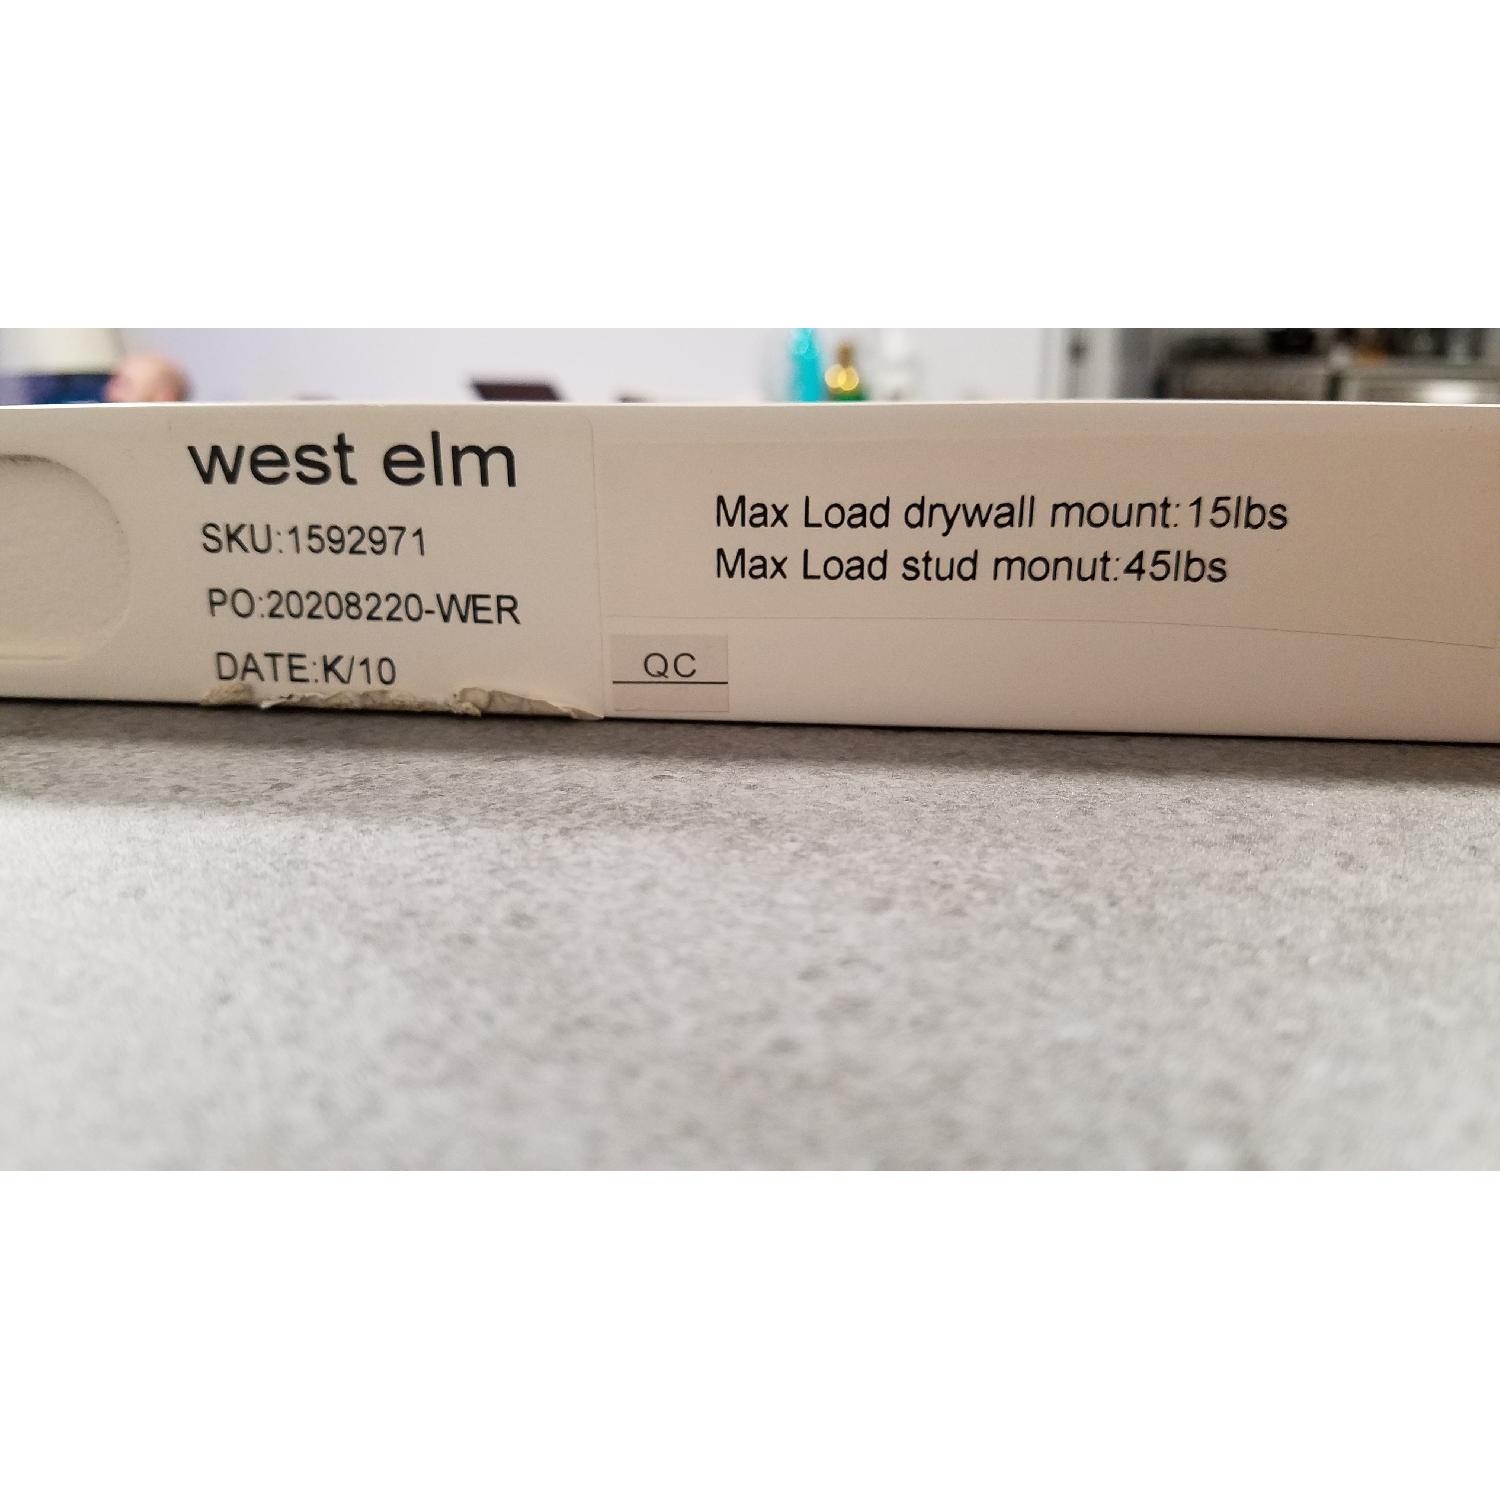 west elm
SKU:1592971
PO:20208220-WER
DATE:K/10
QC
Max Load drywall mount:15lbs
Max Load stud monut:45lbs